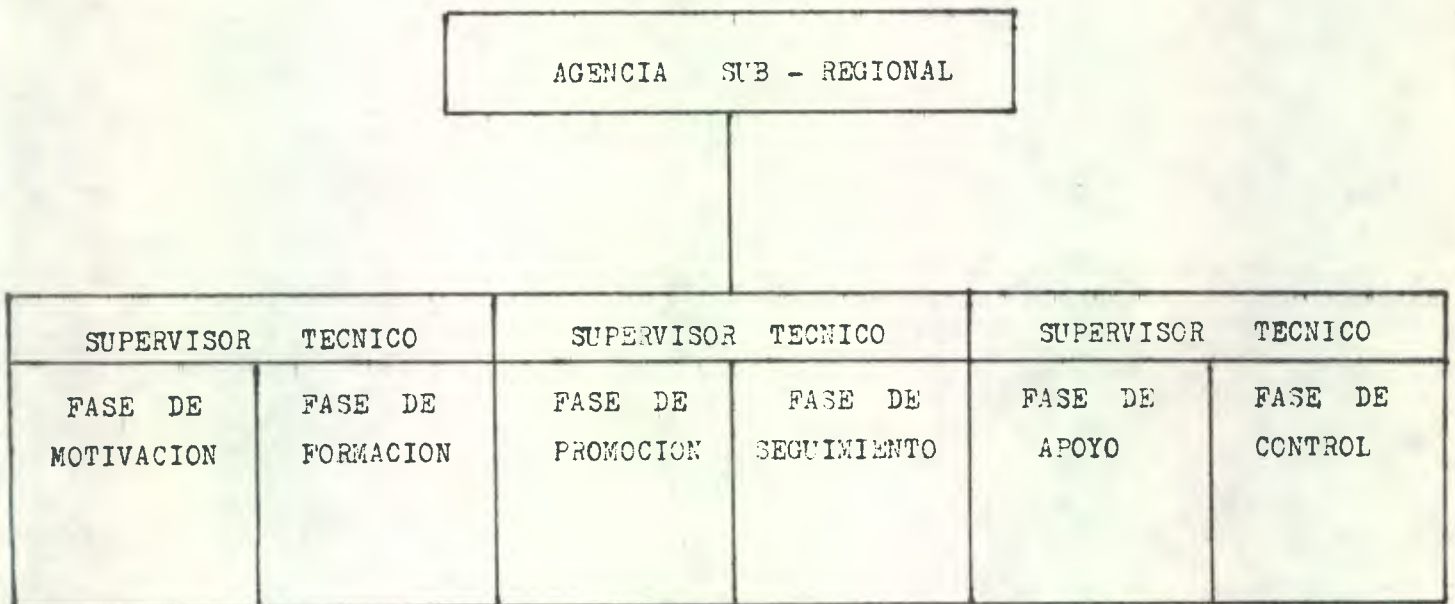 AGENCIA SUB - REGIONAL
SUPERVISOR TECNICO
SUPERVISOR TECNICO
SUPERVISOR TECNICO
FASE DE
MOTIVACION
FASE DE
FORMACION
FASE DE
PROMOCION
FASE DE
SEGUIMIENTO
FASE DE
APOYO
FASE DE
CONTROL